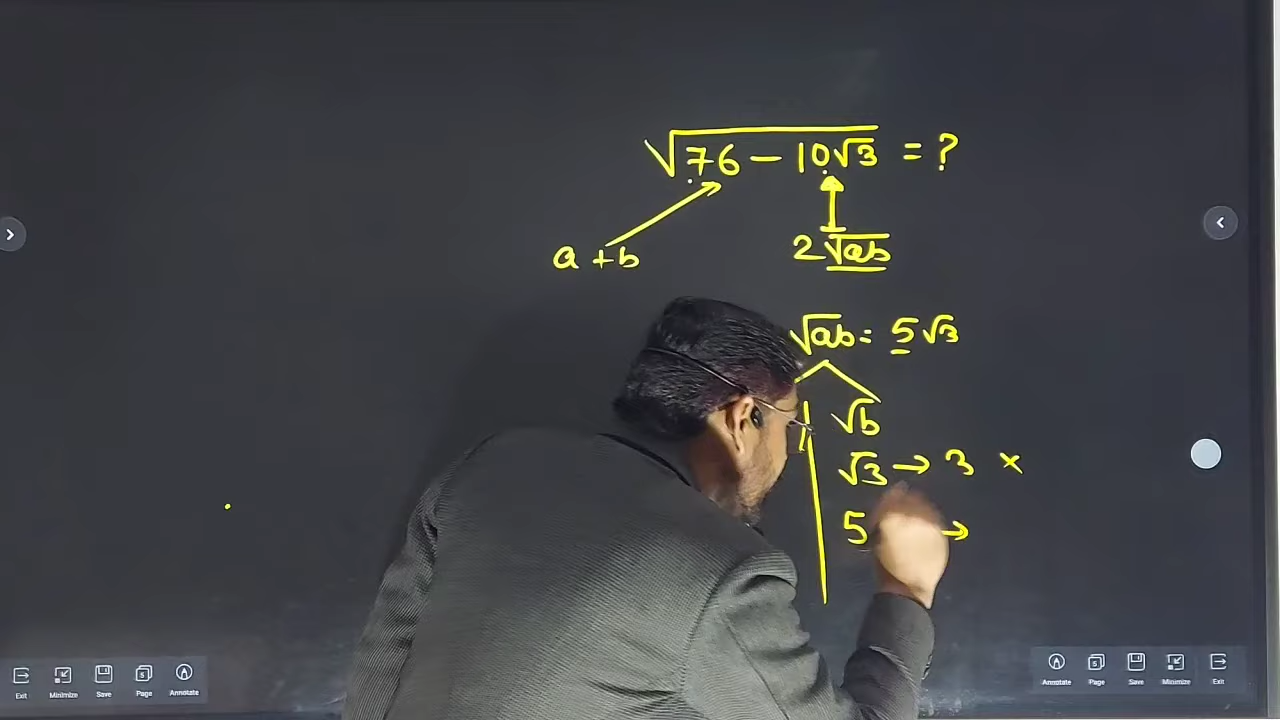 √76 − 10√3 = ?
a + b
2√ab
√ab = 5√3
√b
√3 → 3 ×
5 →
Exit Minimize Save Page Annotate
Annotate Page Save Minimize Exit